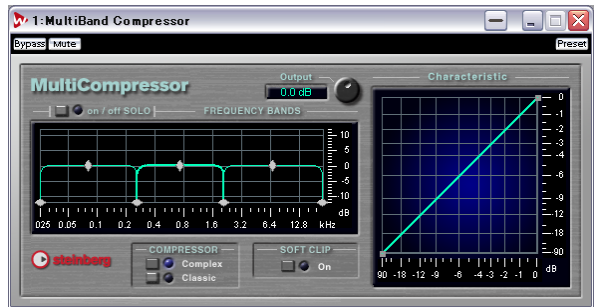 1:MultiBand Compressor
Bypass Mute Preset
MultiCompressor
Output
0.0 dB
Characteristic
on / off SOLO FREQUENCY BANDS
10
5
0
-5
-10
dB
025 0.05 0.1 0.2 0.4 0.8 1.6 3.2 6.4 12.8 kHz
0
-1
-2
-3
-4
-6
-9
-12
-18
-90
90 -18 -12 -9 -6 -4 -3 -2 -1 0 dB
steinberg
COMPRESSOR
Complex
Classic
SOFT CLIP
On